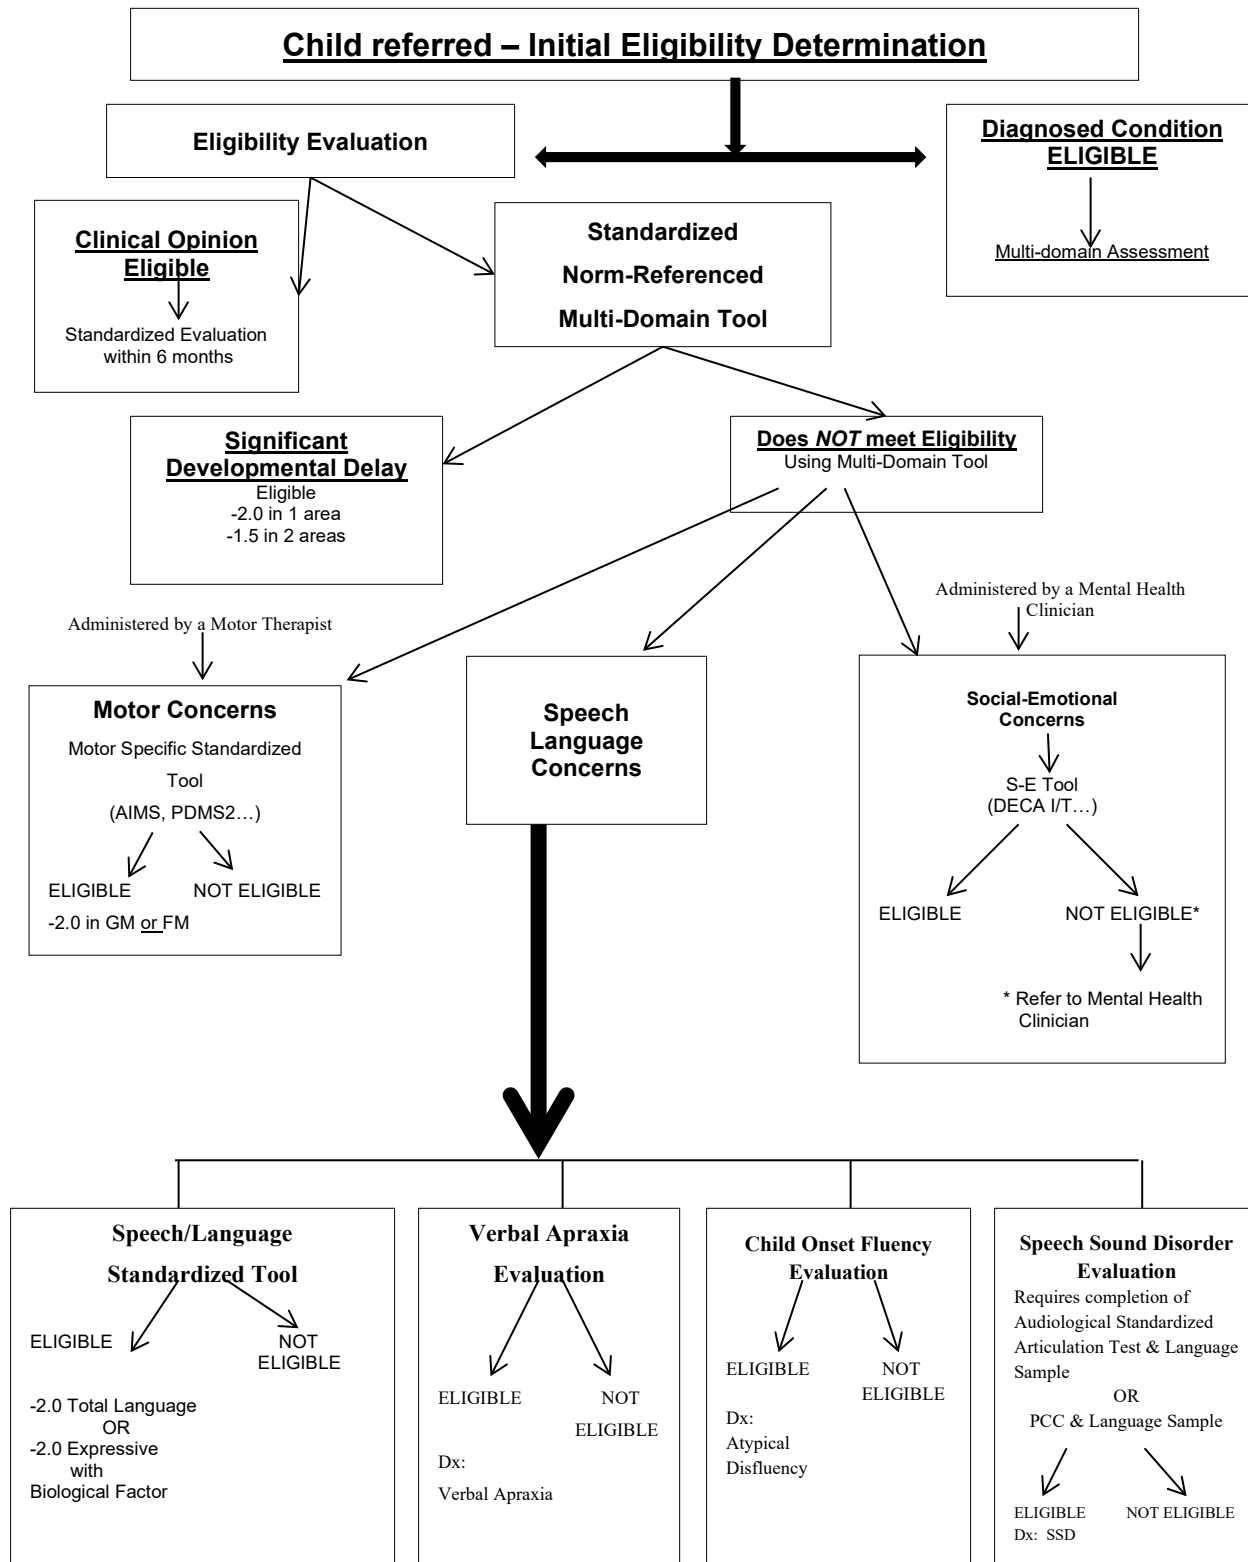 Child referred – Initial Eligibility Determination
Eligibility Evaluation
Diagnosed Condition
ELIGIBLE
Multi-domain Assessment
Clinical Opinion
Eligible
Standardized Evaluation
within 6 months
Standardized
Norm-Referenced
Multi-Domain Tool
Significant
Developmental Delay
Eligible
-2.0 in 1 area
-1.5 in 2 areas
Does NOT meet Eligibility
Using Multi-Domain Tool
Administered by a Motor Therapist
Administered by a Mental Health
Clinician
Motor Concerns
Motor Specific Standardized
Tool
(AIMS, PDMS2…)
ELIGIBLE
NOT ELIGIBLE
-2.0 in GM or FM
Speech
Language
Concerns
Social-Emotional
Concerns
S-E Tool
(DECA I/T…)
ELIGIBLE
NOT ELIGIBLE*
* Refer to Mental Health
Clinician
Speech/Language
Standardized Tool
ELIGIBLE
NOT
ELIGIBLE
-2.0 Total Language
OR
-2.0 Expressive
with
Biological Factor
Verbal Apraxia
Evaluation
ELIGIBLE
NOT
ELIGIBLE
Dx:
Verbal Apraxia
Child Onset Fluency
Evaluation
ELIGIBLE
NOT
ELIGIBLE
Dx:
Atypical
Disfluency
Speech Sound Disorder
Evaluation
Requires completion of
Audiological Standardized
Articulation Test & Language
Sample
OR
PCC & Language Sample
ELIGIBLE
NOT ELIGIBLE
Dx: SSD